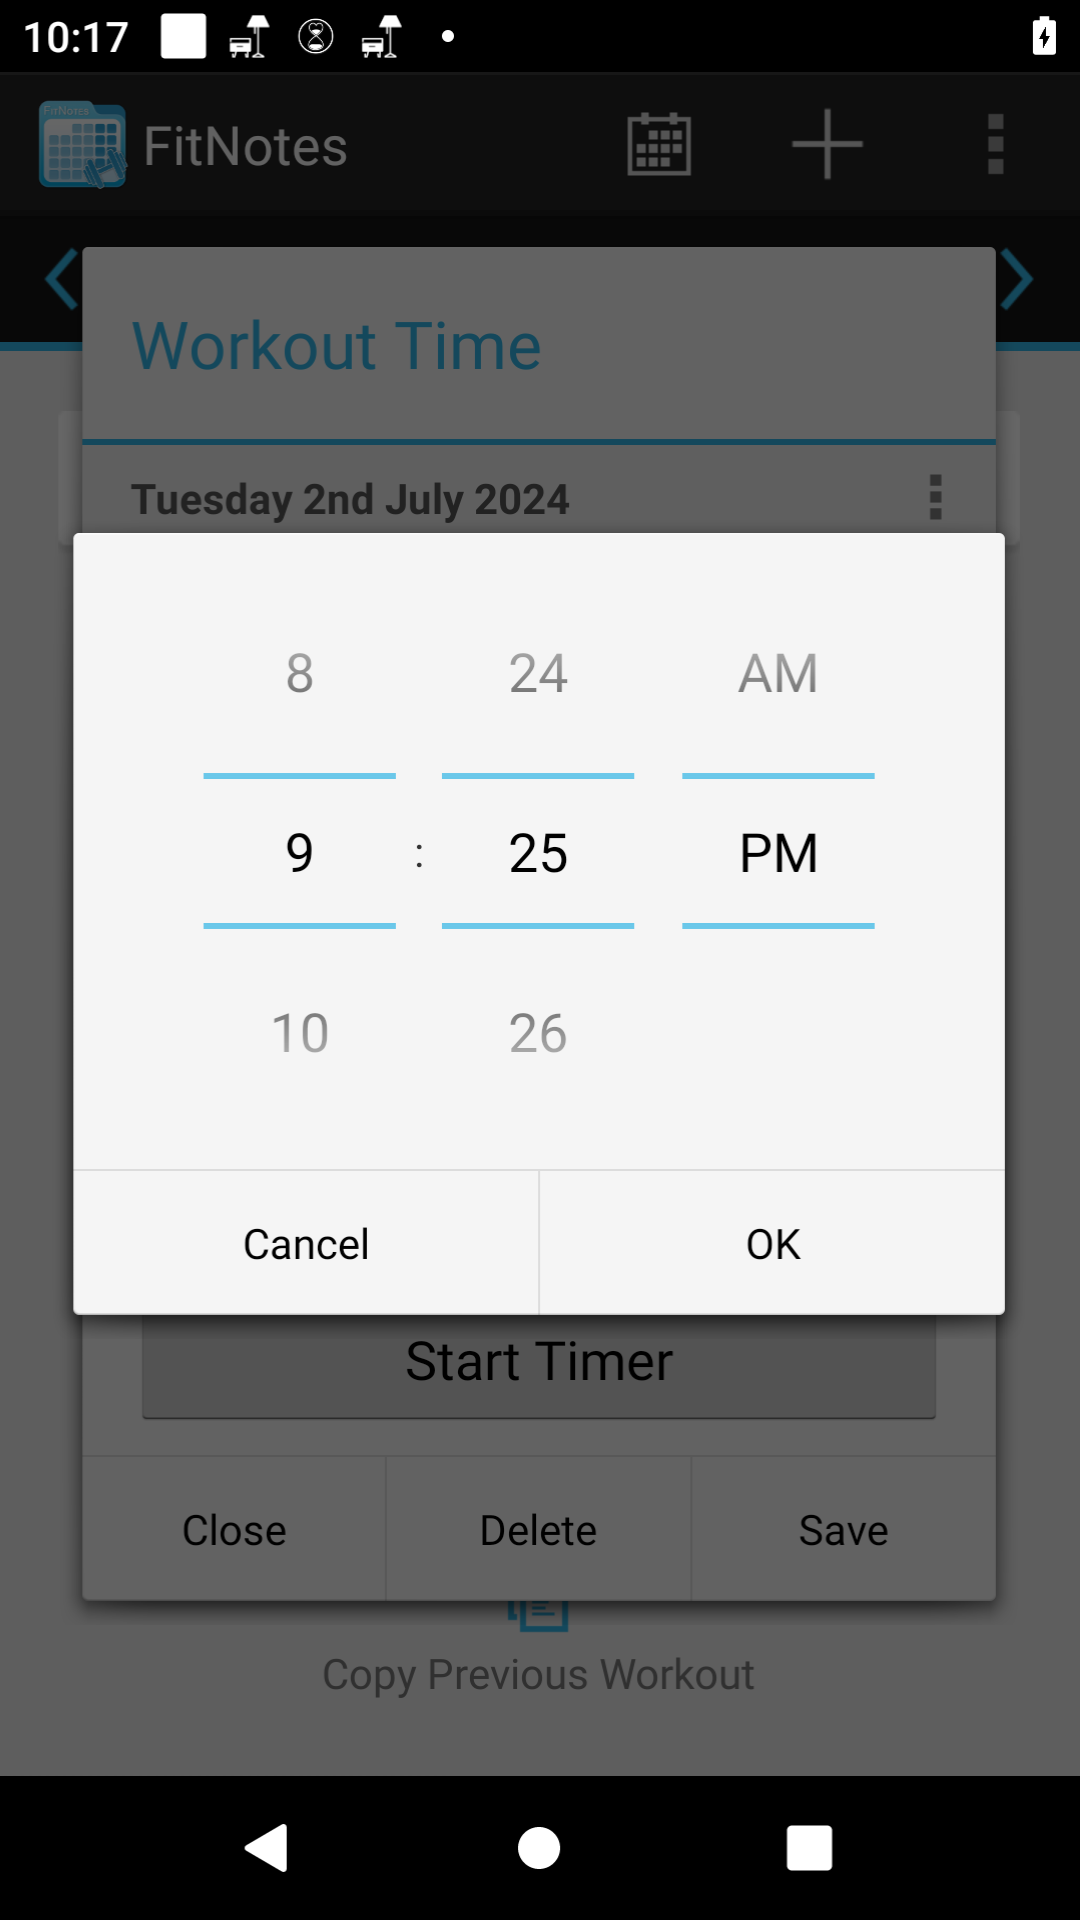 10:17
FitNotes
FitNotes
Workout Time
Tuesday 2nd July 2024
8 24 AM
9 : 25 PM
10 26
Cancel OK
Start Timer
Close Delete Save
Copy Previous Workout